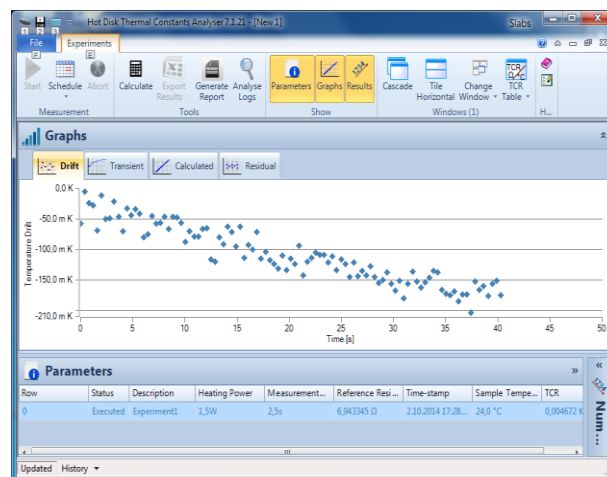 Hot Disk Thermal Constants Analyser 7.1.21 - [New 1]
Slabs
1 2 3
File Experiments
F E
Start Schedule Abort Calculate Export Results Generate Report Analyse Logs Parameters Graphs Results Cascade Tile Horizontal Change Window TCR Table
Measurement Tools Show Windows (1) H...
Graphs
Drift Transient Calculated Residual
Temperature Drift
0,0 K
-50,0 m K
-100,0 m K
-150,0 m K
-210,0 m K
0 5 10 15 20 25 30 35 40 45 50
Time [s]
Parameters
Row Status Description Heating Power Measurement... Reference Resi... Time-stamp Sample Tempe... TCR
0 Executed Experiment1 1,5W 2,5s 6,943345 Ω 2.10.2014 17:28... 24,0 °C 0,004672 K
Num...
Updated History